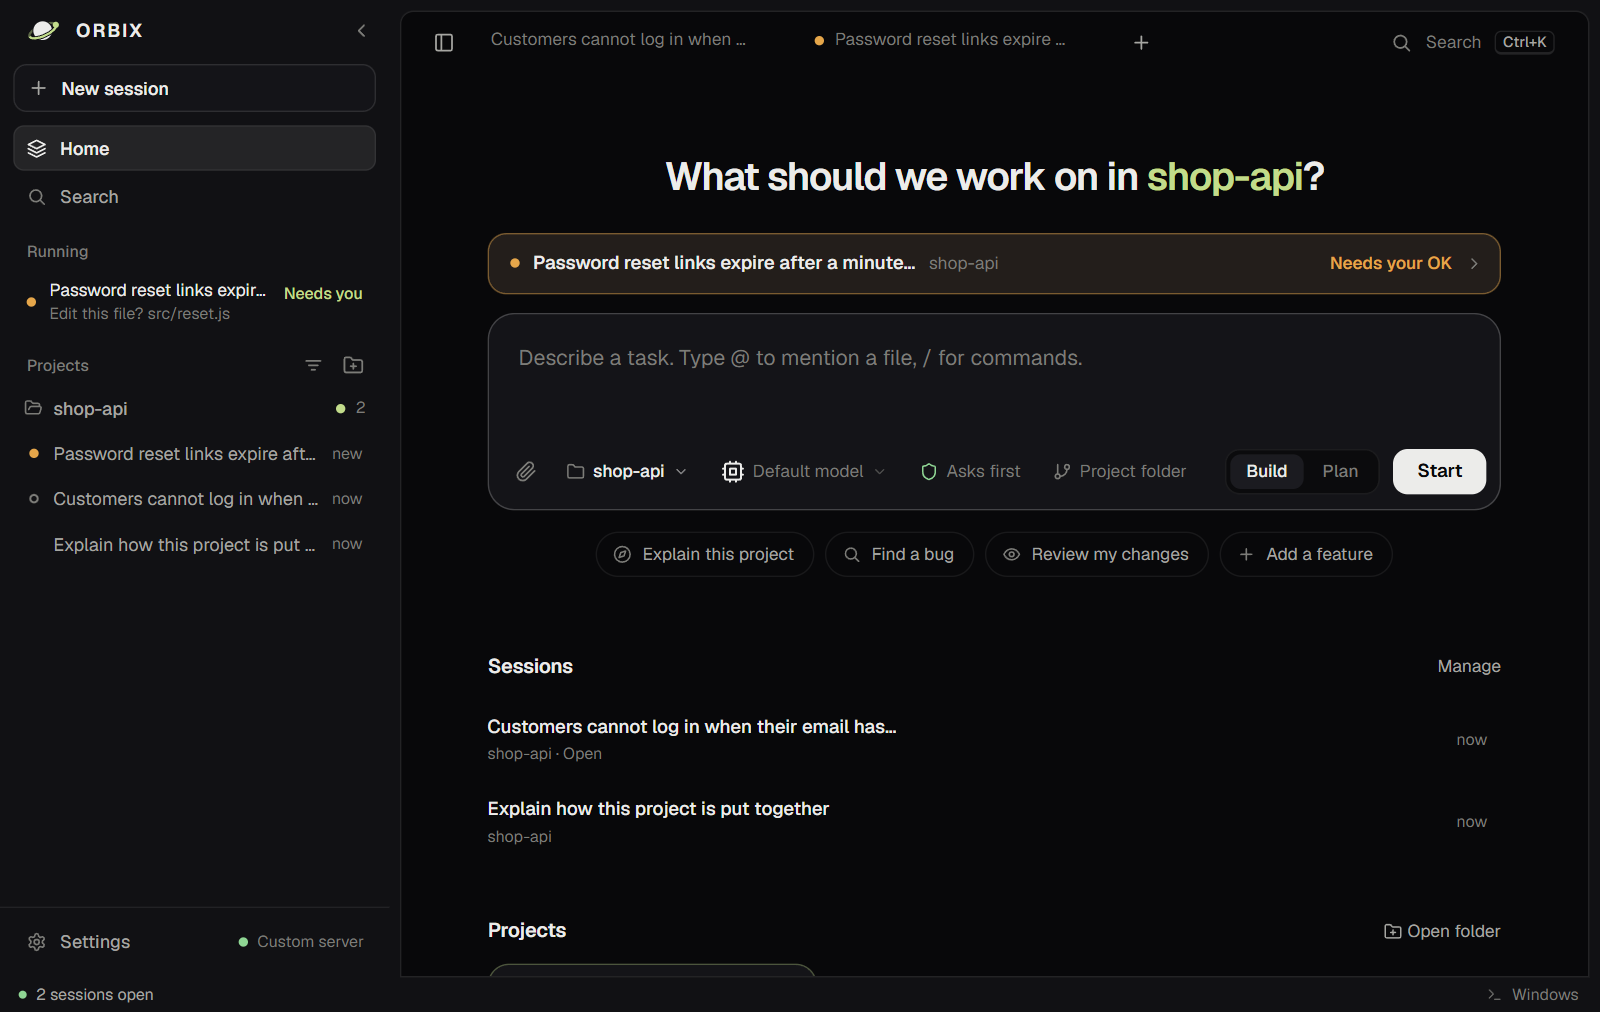 ORBIX
New session
Home
Search
Running
Password reset links expir...
Needs you
Edit this file? src/reset.js
Projects
shop-api
2
Password reset links expire aft...
new
Customers cannot log in when ...
now
Explain how this project is put ...
now
Settings
Custom server
2 sessions open
Customers cannot log in when ...
Password reset links expire ...
Search
Ctrl+K
What should we work on in shop-api?
Password reset links expire after a minute...
shop-api
Needs your OK
Describe a task. Type @ to mention a file, / for commands.
shop-api
Default model
Asks first
Project folder
Build
Plan
Start
Explain this project
Find a bug
Review my changes
Add a feature
Sessions
Manage
Customers cannot log in when their email has...
shop-api · Open
now
Explain how this project is put together
shop-api
now
Projects
Open folder
Windows